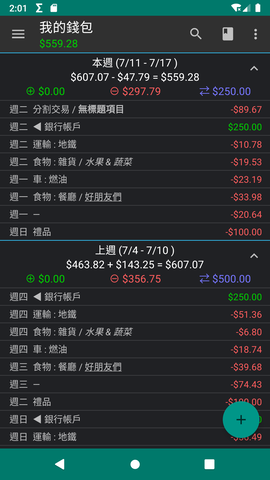 2:01
我的錢包
$559.28
本週 (7/11 - 7/17 )
$607.07 - $47.79 = $559.28
$0.00 $297.79 $250.00
週二 分割交易 / 無標題項目 -$89.67
週二 ◀ 銀行帳戶 $250.00
週二 運輸 : 地鐵 -$10.78
週二 食物 : 雜貨 / 水果 & 蔬菜 -$19.53
週一 車 : 燃油 -$23.19
週一 食物 : 餐廳 / 好朋友們 -$33.98
週一 — -$20.64
週日 禮品 -$100.00
上週 (7/4 - 7/10 )
$463.82 + $143.25 = $607.07
$0.00 $356.75 $500.00
週四 ◀ 銀行帳戶 $250.00
週四 運輸 : 地鐵 -$51.36
週四 食物 : 雜貨 / 水果 & 蔬菜 -$6.80
週四 車 : 燃油 -$18.74
週三 食物 : 餐廳 / 好朋友們 -$39.68
週三 — -$74.43
週二 禮品 -$100.00
週日 ◀ 銀行帳戶
週日 運輸 : 地鐵